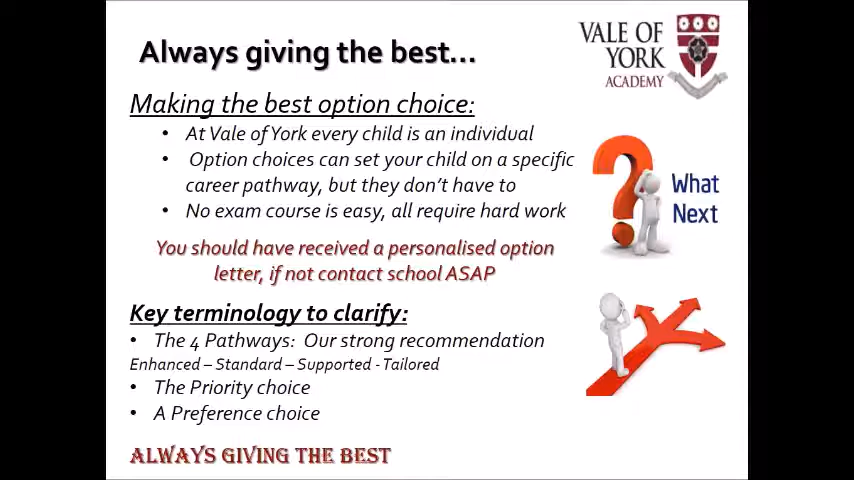 Always giving the best...
VALE OF
YORK
ACADEMY
Making the best option choice:
• At Vale of York every child is an individual
• Option choices can set your child on a specific
career pathway, but they don't have to
• No exam course is easy, all require hard work
What
Next
You should have received a personalised option
letter, if not contact school ASAP
Key terminology to clarify:
• The 4 Pathways: Our strong recommendation
Enhanced – Standard – Supported - Tailored
• The Priority choice
• A Preference choice
ALWAYS GIVING THE BEST